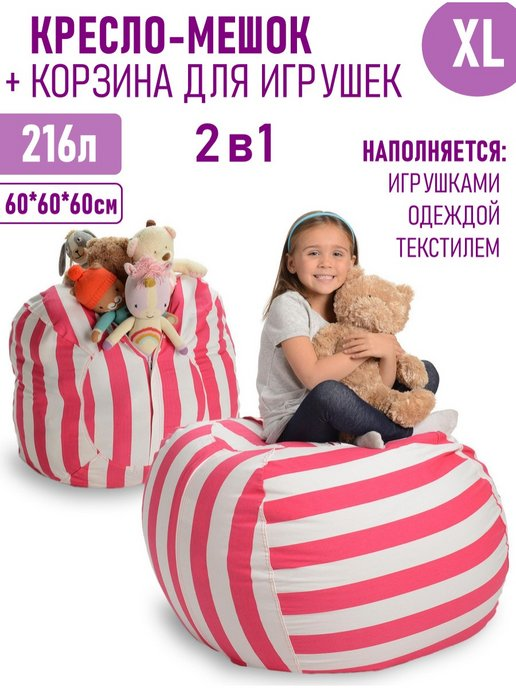 КРЕСЛО-МЕШОК
+ КОРЗИНА ДЛЯ ИГРУШЕК
XL
216л
2 в 1
60*60*60см
НАПОЛНЯЕТСЯ:
ИГРУШКАМИ
ОДЕЖДОЙ
ТЕКСТИЛЕМ